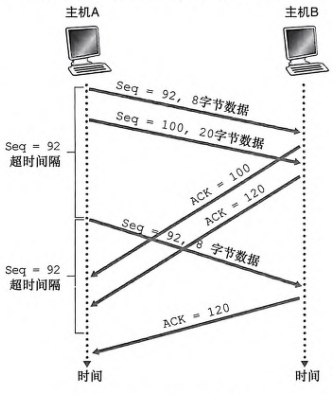 主机A
主机B
Seq = 92, 8字节数据
Seq = 100, 20字节数据
Seq = 92
超时间隔
ACK = 100
ACK = 120
Seq = 92, 8 字节数据
Seq = 92
超时间隔
ACK = 120
时间
时间